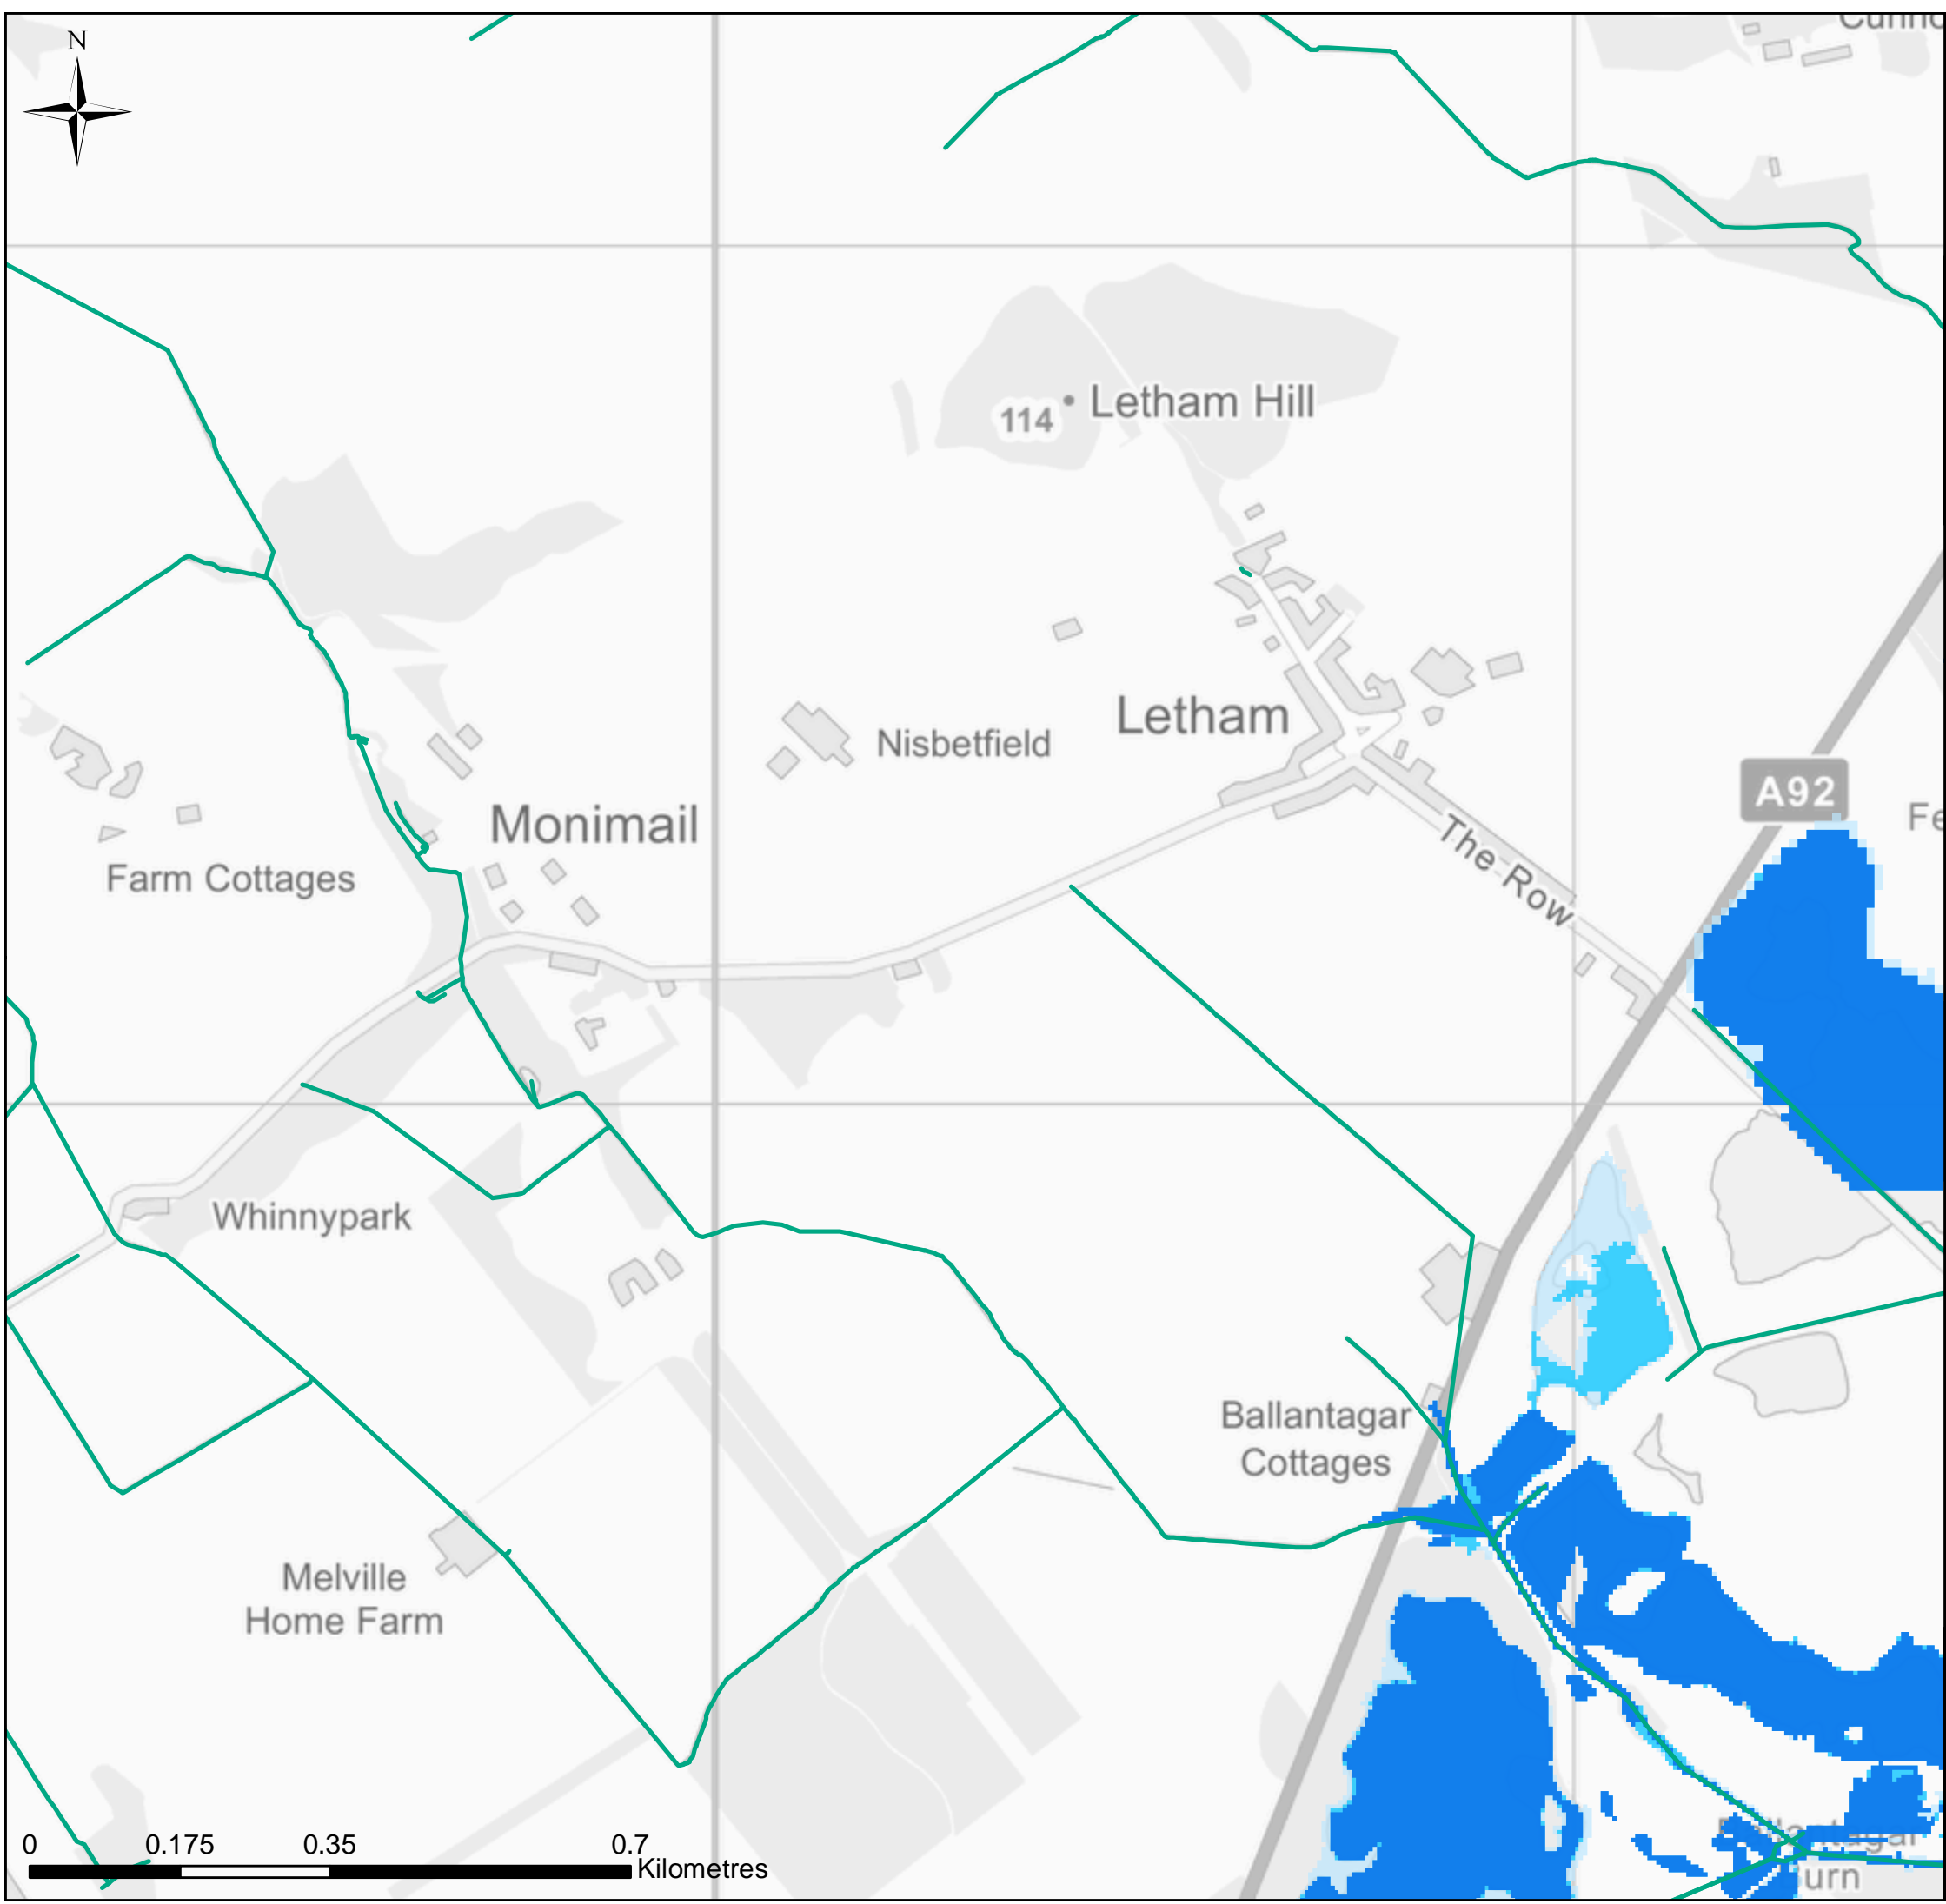 N
114
Letham Hill
Letham
Nisbetfield
A92
Monimail
The Row
Farm Cottages
Whinnypark
Ballantagar
Cottages
Melville
Home Farm
0 0.175 0.35 0.7
Kilometres